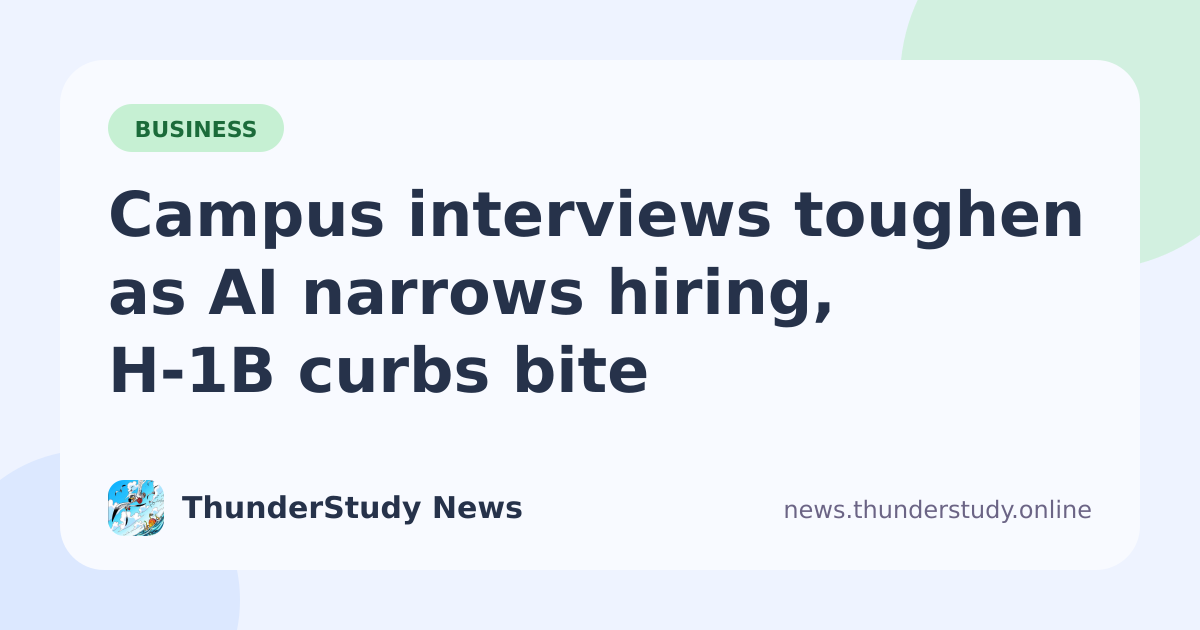 BUSINESS
Campus interviews toughen
as AI narrows hiring,
H-1B curbs bite
ThunderStudy News
news.thunderstudy.online